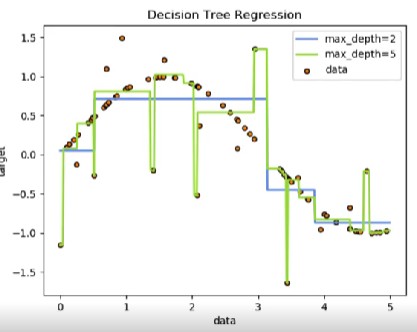 Decision Tree Regression
max_depth=2
max_depth=5
data
1.5
1.0
0.5
0.0
−0.5
−1.0
−1.5
target
0 1 2 3 4 5
data